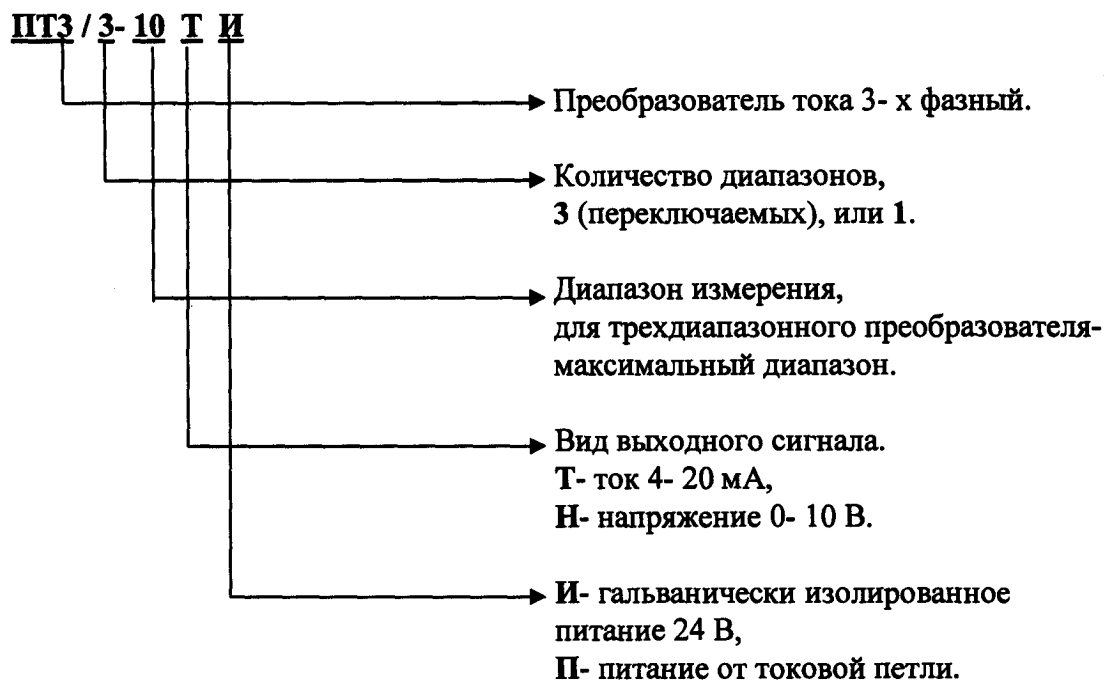 ПТ3 / 3- 10 Т И
Преобразователь тока 3- х фазный.
Количество диапазонов,
3 (переключаемых), или 1.
Диапазон измерения,
для трехдиапазонного преобразователя-
максимальный диапазон.
Вид выходного сигнала.
Т- ток 4- 20 мА,
Н- напряжение 0- 10 В.
И- гальванически изолированное
питание 24 В,
П- питание от токовой петли.